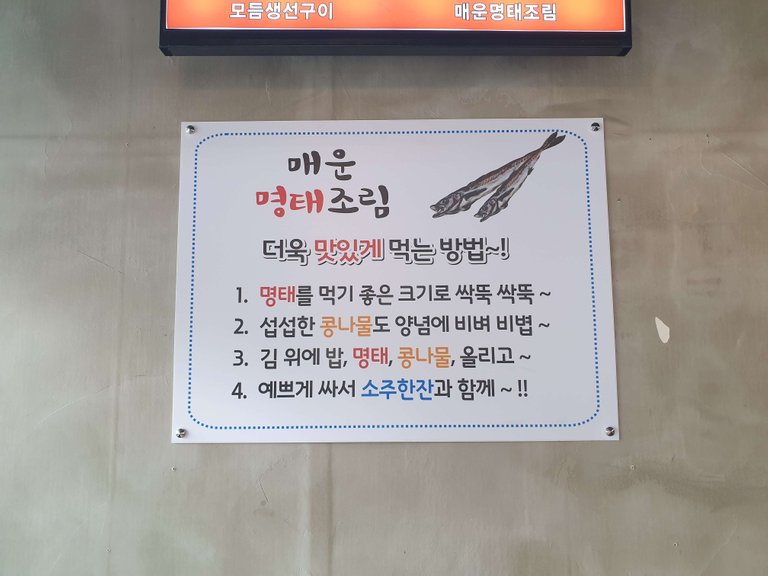 모듬생선구이 매운명태조림
매운
명태조림
더욱 맛있게 먹는 방법~!
1. 명태를 먹기 좋은 크기로 싹뚝 싹뚝 ~
2. 섭섭한 콩나물도 양념에 비벼 비볍 ~
3. 김 위에 밥, 명태, 콩나물, 올리고 ~
4. 예쁘게 싸서 소주한잔과 함께 ~ !!